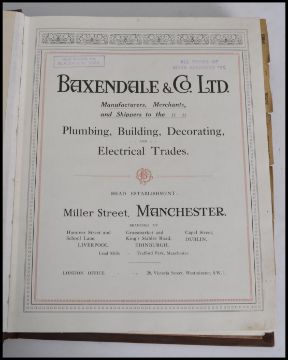 BAXENDALE & CO. LTD.
Manufacturers, Merchants,
and Shippers to the
Plumbing, Building, Decorating,
AND
Electrical Trades.
HEAD ESTABLISHMENT:
Miller Street, MANCHESTER.
BRANCHES AT
Hanover Street and School Lane, LIVERPOOL.
Grassmarket and King's Stables Road, EDINBURGH.
Capel Street, DUBLIN.
Lead Mills Trafford Park, Manchester
LONDON OFFICE Victoria Street, Westminster, S.W.